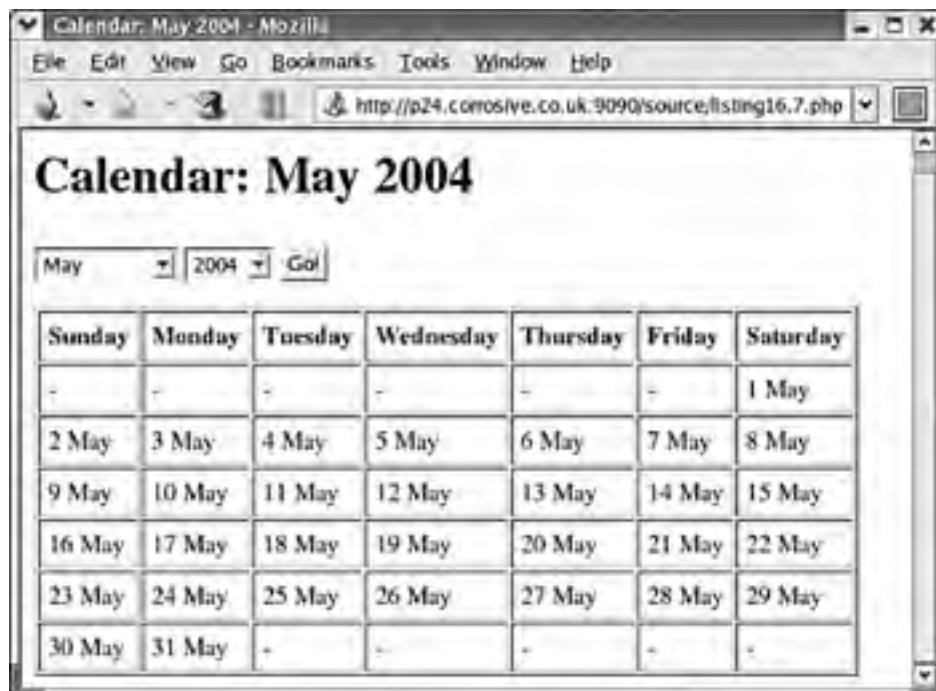 Calendar: May 2004 - Mozilla
File Edit View Go Bookmarks Tools Window Help
http://p24.corrosive.co.uk:9090/source/listing16.7.php
Calendar: May 2004
May 2004 Go!
Sunday Monday Tuesday Wednesday Thursday Friday Saturday
- - - - - - 1 May
2 May 3 May 4 May 5 May 6 May 7 May 8 May
9 May 10 May 11 May 12 May 13 May 14 May 15 May
16 May 17 May 18 May 19 May 20 May 21 May 22 May
23 May 24 May 25 May 26 May 27 May 28 May 29 May
30 May 31 May - - - - -